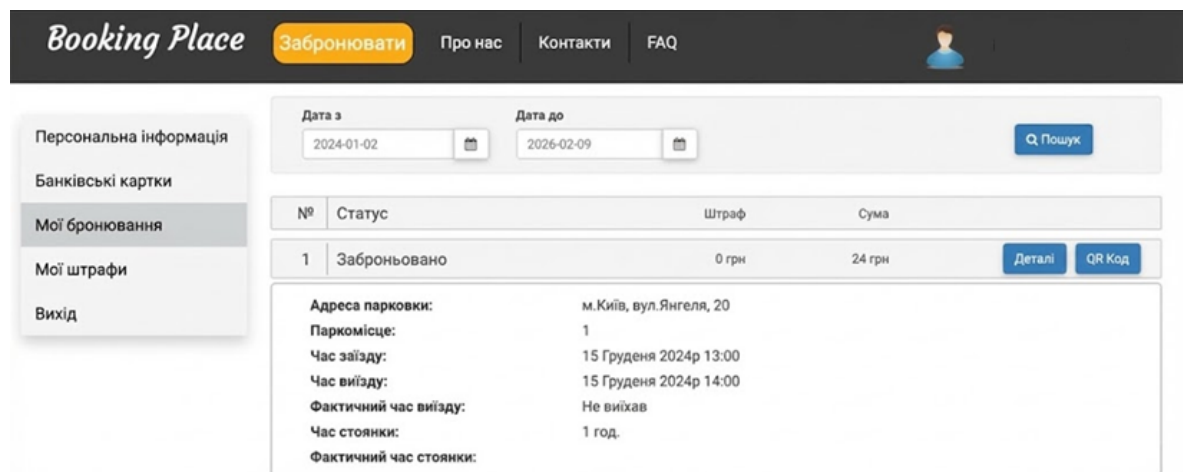 Booking Place Забронювати Про нас Контакти FAQ
Персональна інформація
Банківські картки
Мої бронювання
Мої штрафи
Вихід
Дата з Дата до
2024-01-02 2026-02-09 Пошук
№ Статус Штраф Сума
1 Заброньовано 0 грн 24 грн Деталі QR Код
Адреса парковки: м.Київ, вул.Янгеля, 20
Паркомісце: 1
Час заїзду: 15 Груденя 2024р 13:00
Час виїзду: 15 Груденя 2024р 14:00
Фактичний час виїзду: Не виїхав
Час стоянки: 1 год.
Фактичний час стоянки: